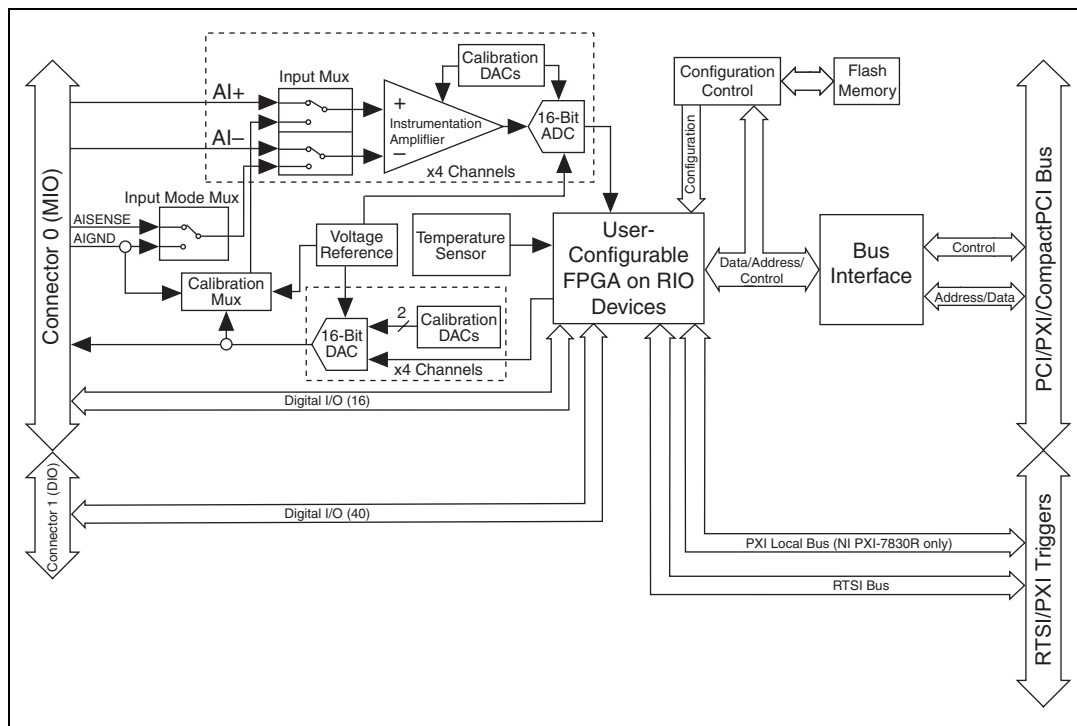 Connector 0 (MIO)
AI+
AI–
Input Mux
+
Instrumentation
Amplifier
–
Calibration
DACs
16-Bit
ADC
x4 Channels
Input Mode Mux
AISENSE
AIGND
Calibration
Mux
Voltage
Reference
Temperature
Sensor
16-Bit
DAC
2
Calibration
DACs
x4 Channels
User-
Configurable
FPGA on RIO
Devices
Configuration
Control
Flash
Memory
Configuration
Data/Address/
Control
Bus
Interface
Control
Address/Data
PCI/PXI/CompactPCI Bus
Digital I/O (16)
Connector 1 (DIO)
Digital I/O (40)
PXI Local Bus (NI PXI-7830R only)
RTSI Bus
RTSI/PXI Triggers